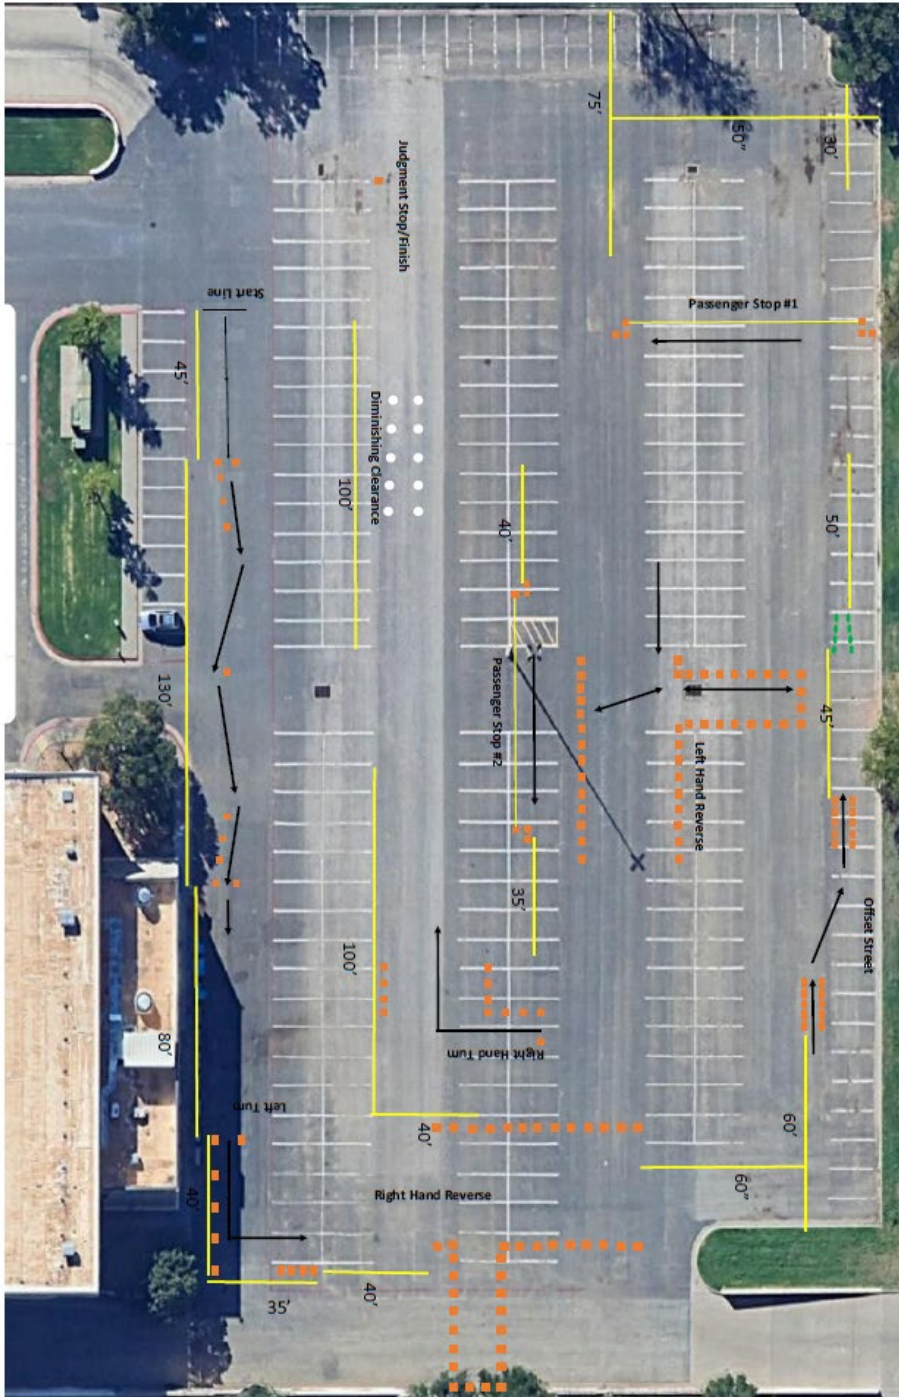 75'
50"
30'
Judgment Stop/Finish
Start Line
Passenger Stop #1
45'
Diminishing Clearance
100'
40'
50'
130'
Passenger Stop #2
Left Hand Reverse
45'
35'
Offset Street
100'
Right Hand Turn
80'
Left Turn
40'
60'
60"
40'
Right Hand Reverse
35'
40'